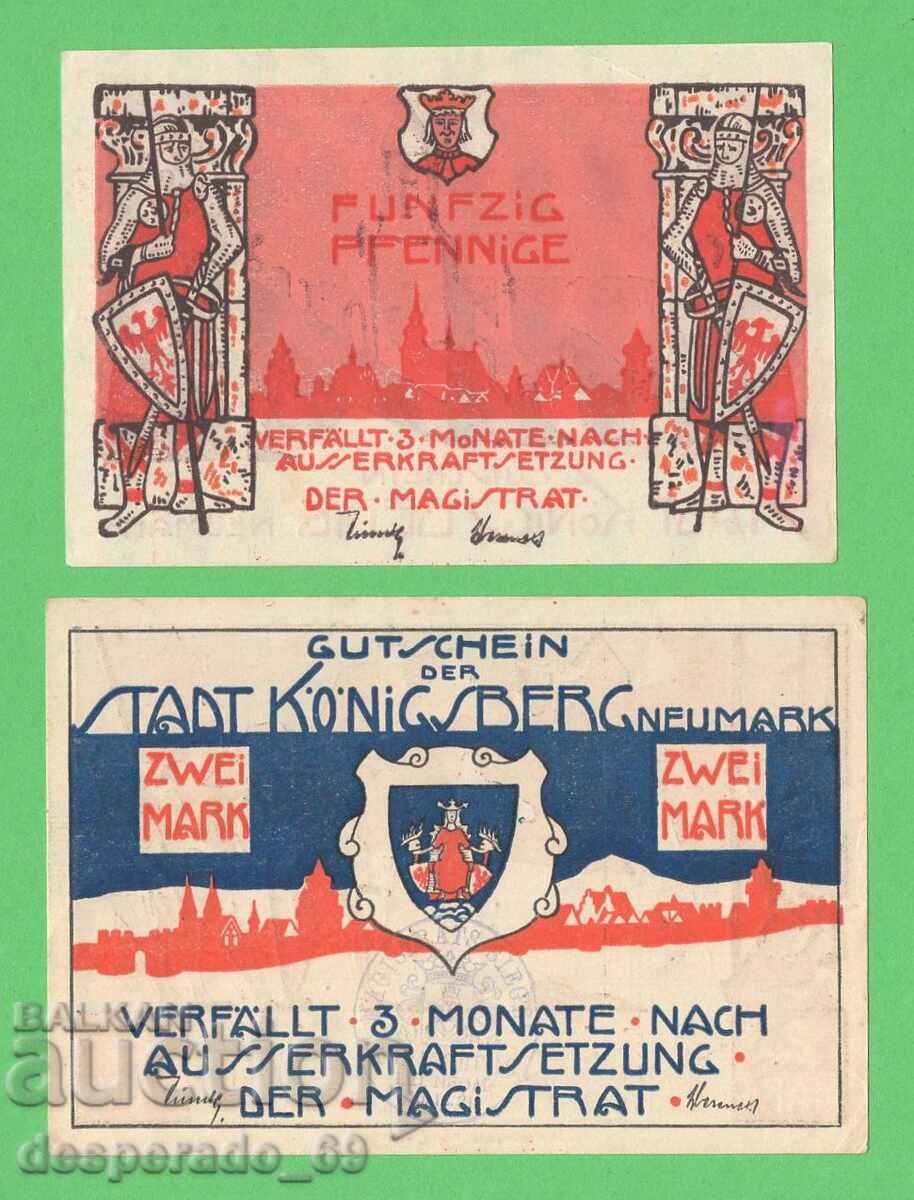 FUNFZIG
PFENNIGE
VERFÄLLT · 3 · MONATE · NACH
AUSSERKRAFTSETZUNG ·
DER · MAGISTRAT ·
GUTSCHEIN
DER
STADT KÖNIGSBERG NEUMARK
ZWEI MARK
ZWEI MARK
VERFÄLLT · 3 · MONATE · NACH
AUSSERKRAFTSETZUNG ·
DER · MAGISTRAT ·
BALKAN
auction
desperado_69